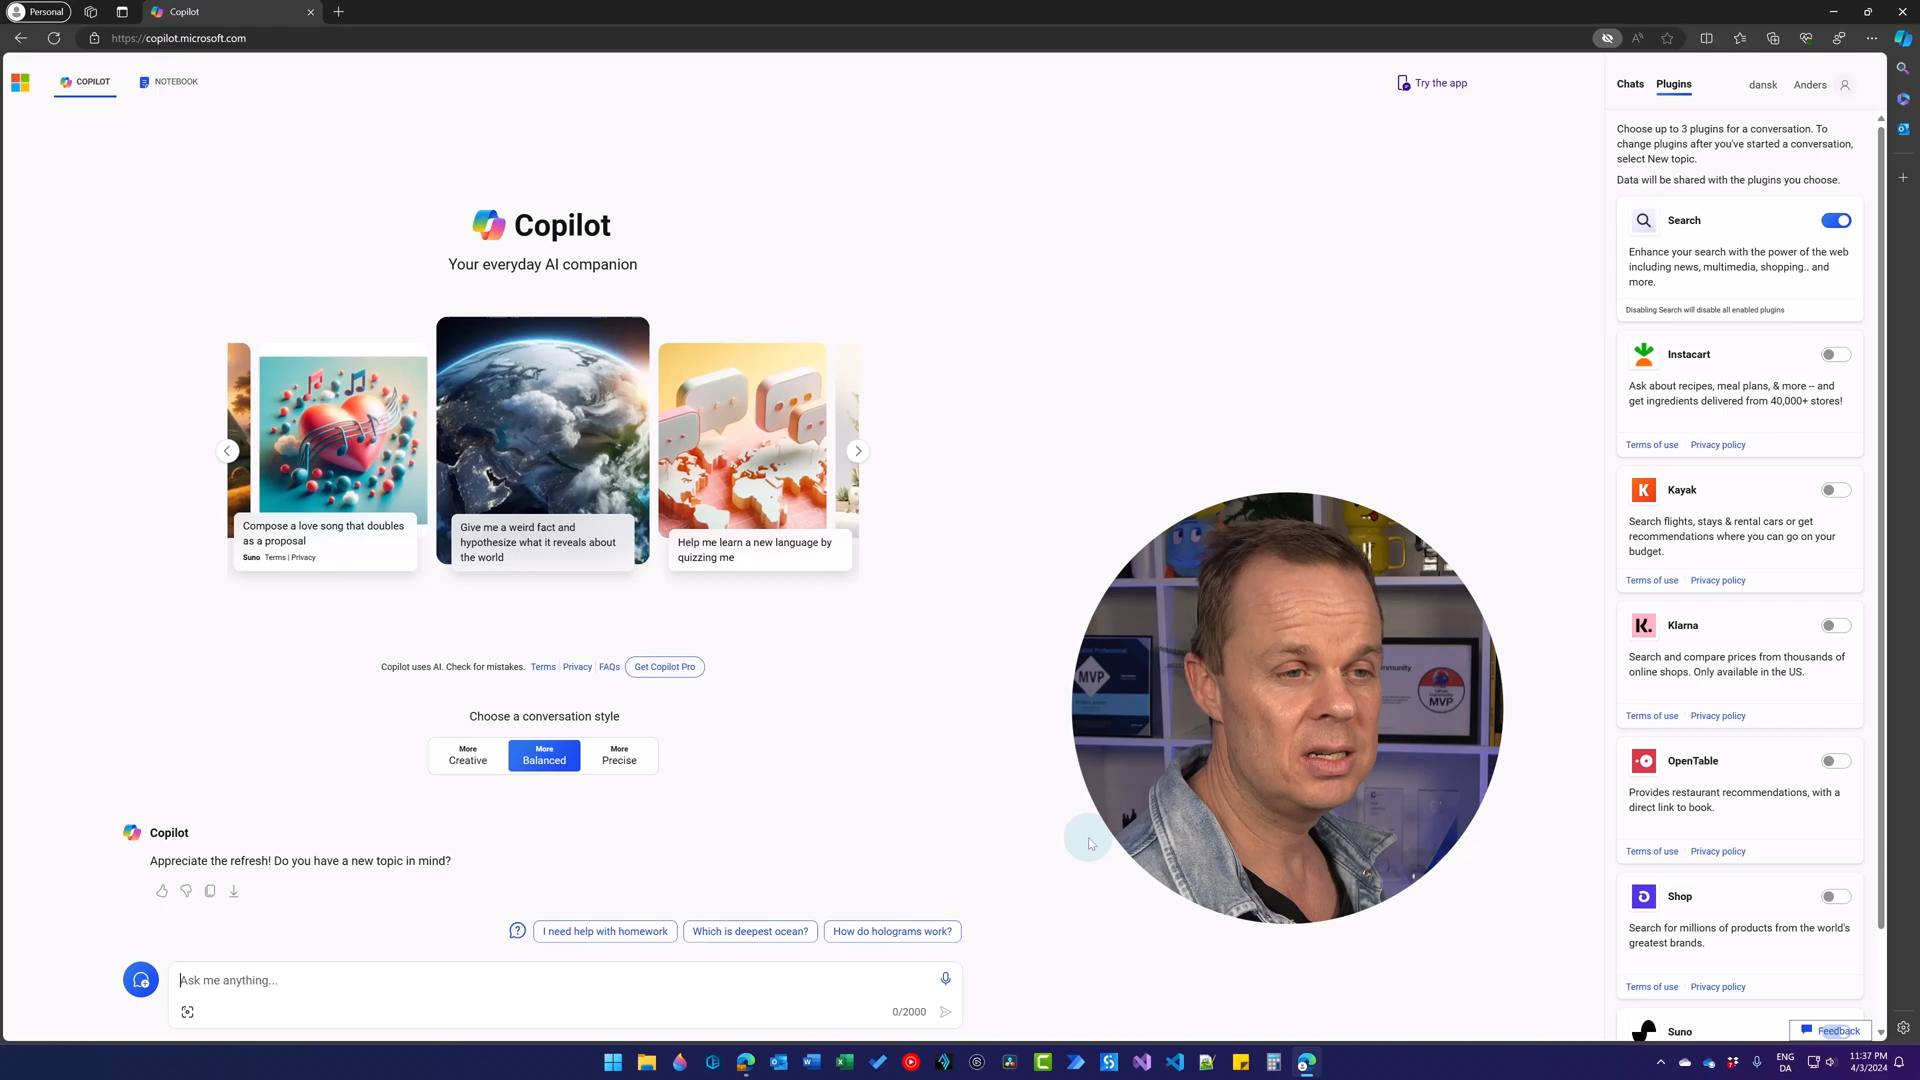 Personal
Copilot
https://copilot.microsoft.com
COPILOT
NOTEBOOK
Try the app
Chats
Plugins
dansk
Anders
Choose up to 3 plugins for a conversation. To
change plugins after you've started a conversation,
select New topic.
Data will be shared with the plugins you choose.
Search
Enhance your search with the power of the web
including news, multimedia, shopping.. and
more.
Disabling Search will disable all enabled plugins
Instacart
Ask about recipes, meal plans, & more -- and
get ingredients delivered from 40,000+ stores!
Terms of use
Privacy policy
K
Kayak
Search flights, stays & rental cars or get
recommendations where you can go on your
budget.
Terms of use
Privacy policy
K.
Klarna
Search and compare prices from thousands of
online shops. Only available in the US.
Terms of use
Privacy policy
OpenTable
Provides restaurant recommendations, with a
direct link to book.
Terms of use
Privacy policy
Shop
Search for millions of products from the world's
greatest brands.
Terms of use
Privacy policy
Suno
Feedback
Copilot
Your everyday AI companion
Compose a love song that doubles
as a proposal
Suno Terms | Privacy
Give me a weird fact and
hypothesize what it reveals about
the world
Help me learn a new language by
quizzing me
Copilot uses AI. Check for mistakes. Terms | Privacy | FAQs
Get Copilot Pro
Choose a conversation style
More
Creative
More
Balanced
More
Precise
MVP
MVP
Copilot
Appreciate the refresh! Do you have a new topic in mind?
I need help with homework
Which is deepest ocean?
How do holograms work?
Ask me anything...
0/2000
ENG
DA
11:37 PM
4/3/2024